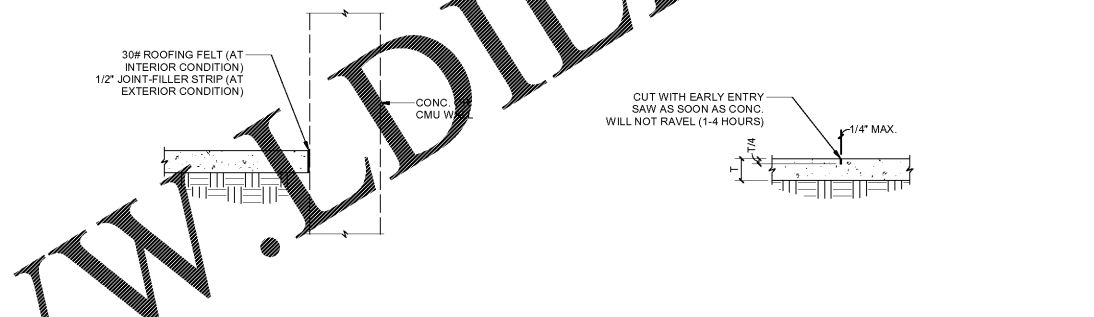 30# ROOFING FELT (AT
INTERIOR CONDITION)
1/2" JOINT-FILLER STRIP (AT
EXTERIOR CONDITION)
CONC.
CMU WALL
CUT WITH EARLY ENTRY
SAW AS SOON AS CONC.
WILL NOT RAVEL (1-4 HOURS)
1/4" MAX.
T/4
T